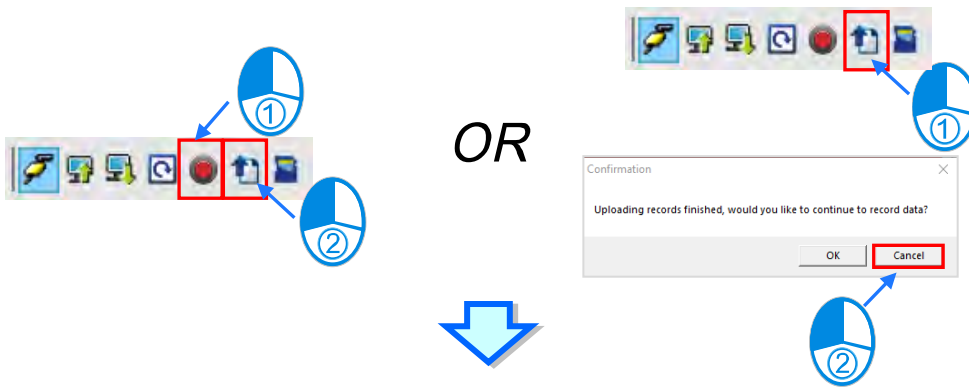 ①
②
OR
①
Confirmation
Uploading records finished, would you like to continue to record data?
OK Cancel
②